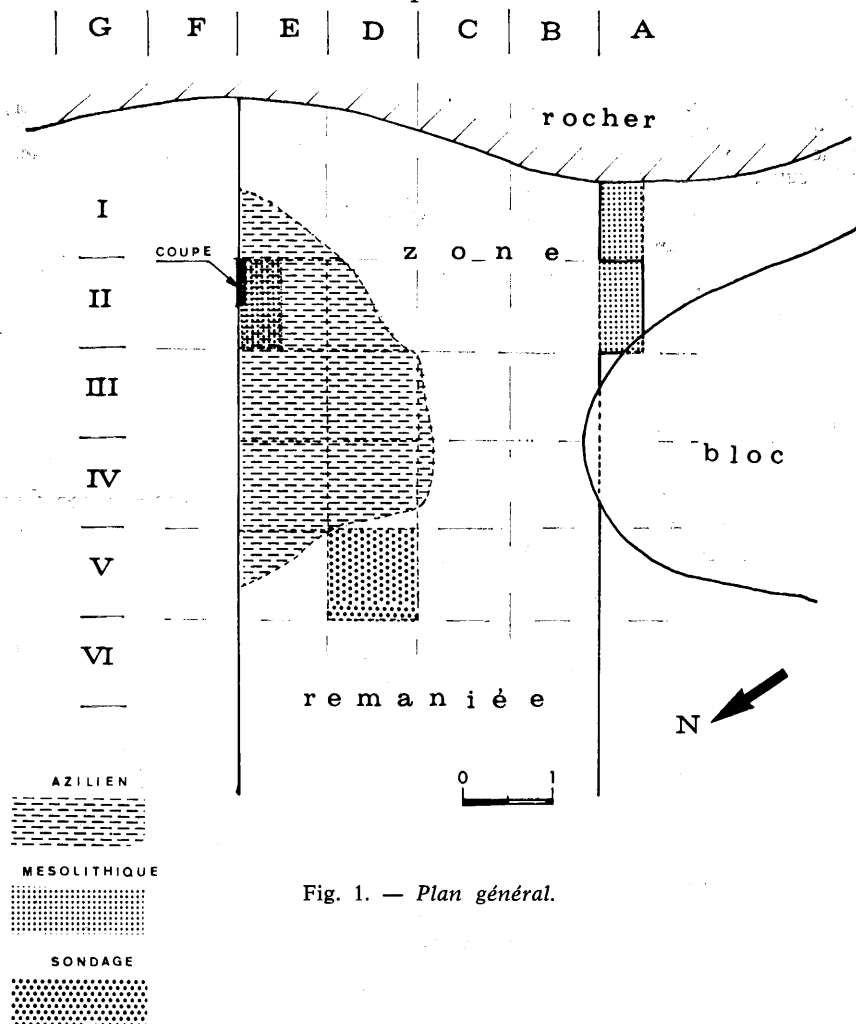 G F E D C B A
rocher
I
zone
COUPE
II
III
bloc
IV
V
VI
remaniée
N
0 1
AZILIEN
MESOLITHIQUE
Fig. 1. — Plan général.
SONDAGE